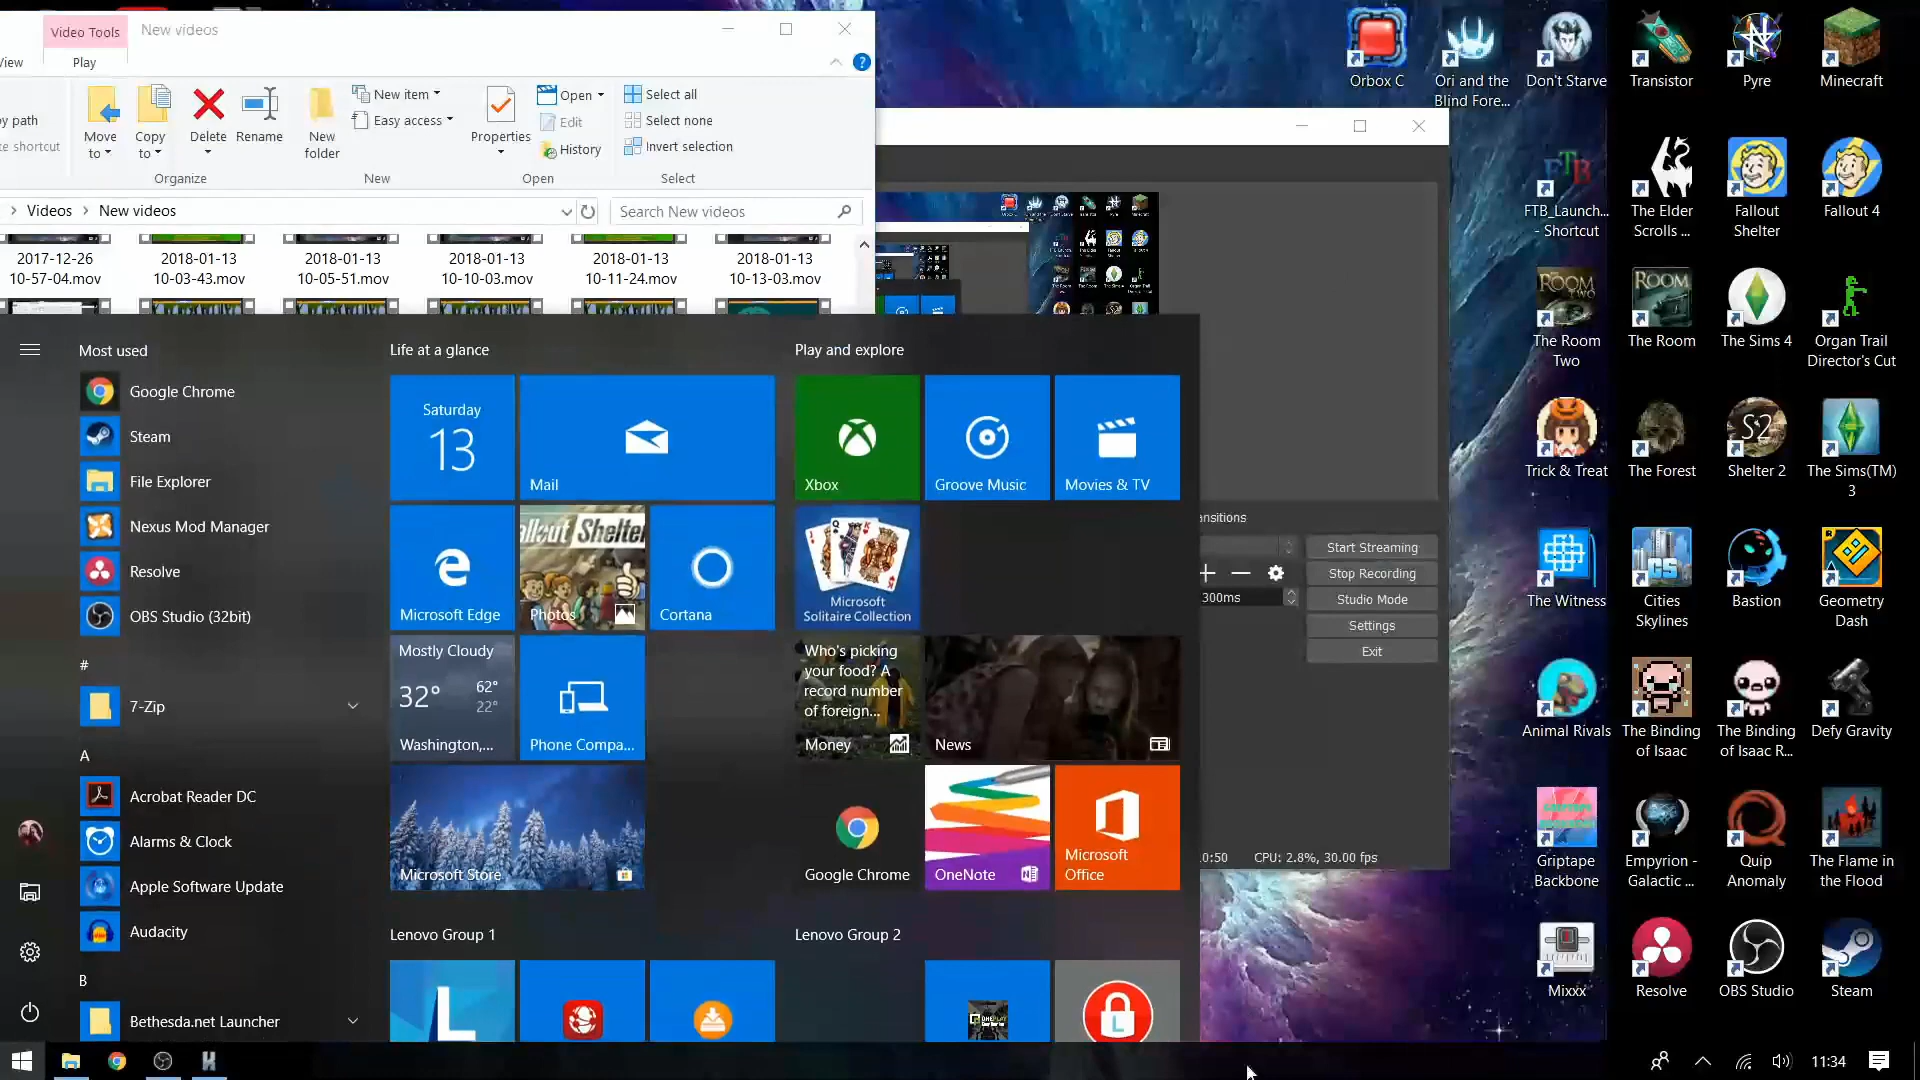 Video Tools
New videos
View
Play
Move
to
Copy
to
Delete
Rename
New
folder
New item
Easy access
Properties
Open
Edit
History
Select all
Select none
Invert selection
y path
te shortcut
Organize
New
Open
Select
Videos
New videos
Search New videos
2017-12-26
10-57-04.mov
2018-01-13
10-03-43.mov
2018-01-13
10-05-51.mov
2018-01-13
10-10-03.mov
2018-01-13
10-11-24.mov
2018-01-13
10-13-03.mov
Most used
Google Chrome
Steam
File Explorer
Nexus Mod Manager
Resolve
OBS Studio (32bit)
#
7-Zip
A
Acrobat Reader DC
Alarms & Clock
Apple Software Update
Audacity
B
Bethesda.net Launcher
Life at a glance
Saturday
13
Mail
Microsoft Edge
allout Shelter
Photos
Cortana
Mostly Cloudy
32°
62°
22°
Washington,...
Phone Compa...
Microsoft Store
Lenovo Group 1
L
Play and explore
Xbox
Groove Music
Movies & TV
Microsoft
Solitaire Collection
Who's picking
your food? A
record number
of foreign...
Money
News
Google Chrome
OneNote
Microsoft
Office
Lenovo Group 2
L
ansitions
300ms
Start Streaming
Stop Recording
Studio Mode
Settings
Exit
0:50
CPU: 2.8%, 30.00 fps
Orbox C
Ori and the
Blind Fore...
Don't Starve
Transistor
Pyre
Minecraft
FTB
FTB_Launch...
- Shortcut
The Elder
Scrolls ...
Fallout
Shelter
Fallout 4
ROOM
TWO
The Room
Two
ROOM
The Room
The Sims 4
Organ Trail
Director's Cut
Trick & Treat
The Forest
S2
Shelter 2
The Sims(TM)
3
The Witness
CS
Cities
Skylines
Bastion
Geometry
Dash
Animal Rivals
The Binding
of Isaac
The Binding
of Isaac R...
Defy Gravity
Griptape
Backbone
Empyrion -
Galactic ...
Quip
Anomaly
The Flame in
the Flood
Mixxx
Resolve
OBS Studio
Steam
11:34